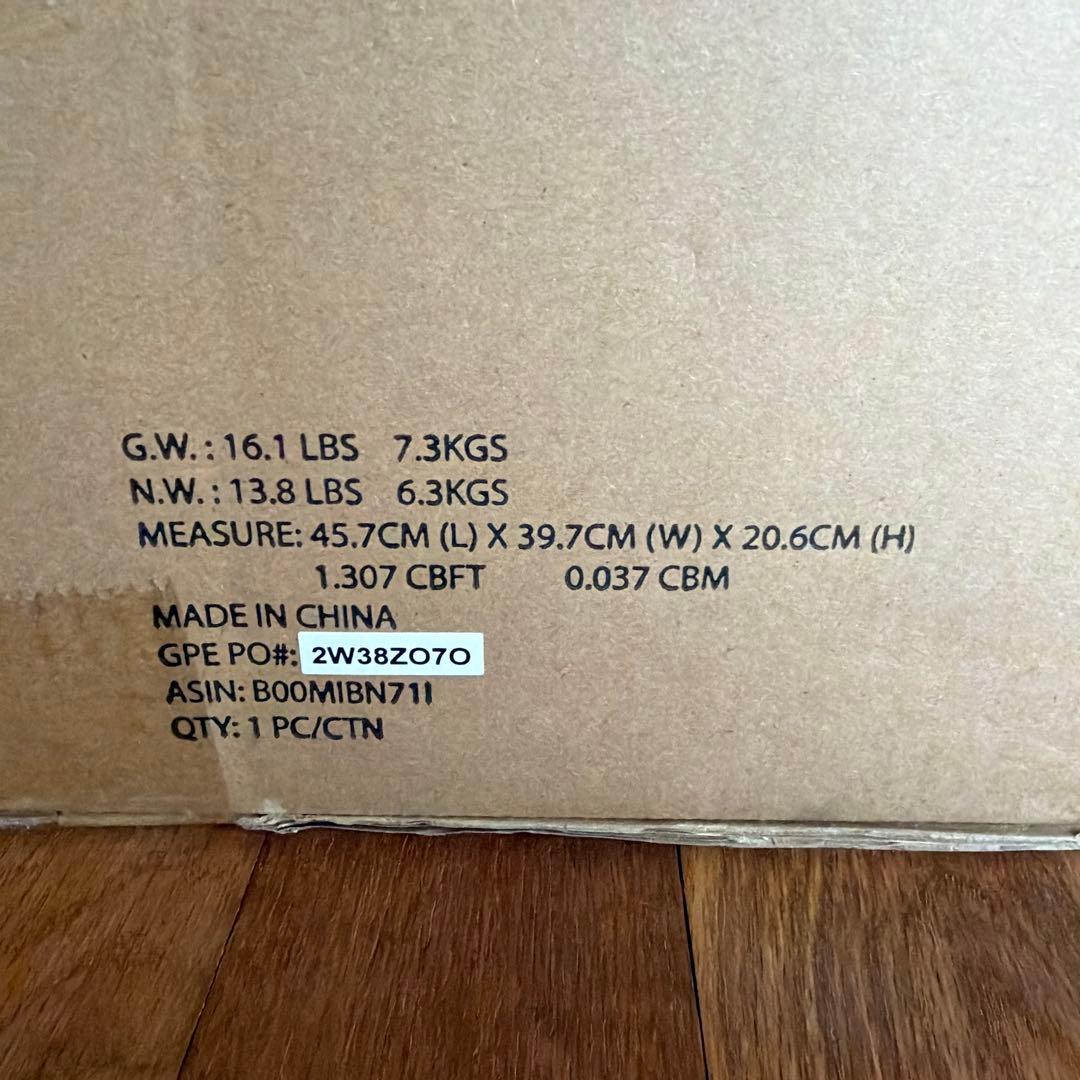 G.W. : 16.1 LBS 7.3KGS
N.W. : 13.8 LBS 6.3KGS
MEASURE: 45.7CM (L) X 39.7CM (W) X 20.6CM (H)
1.307 CBFT 0.037 CBM
MADE IN CHINA
GPE PO#: 2W38ZO7O
ASIN: B00MIBN71I
QTY: 1 PC/CTN